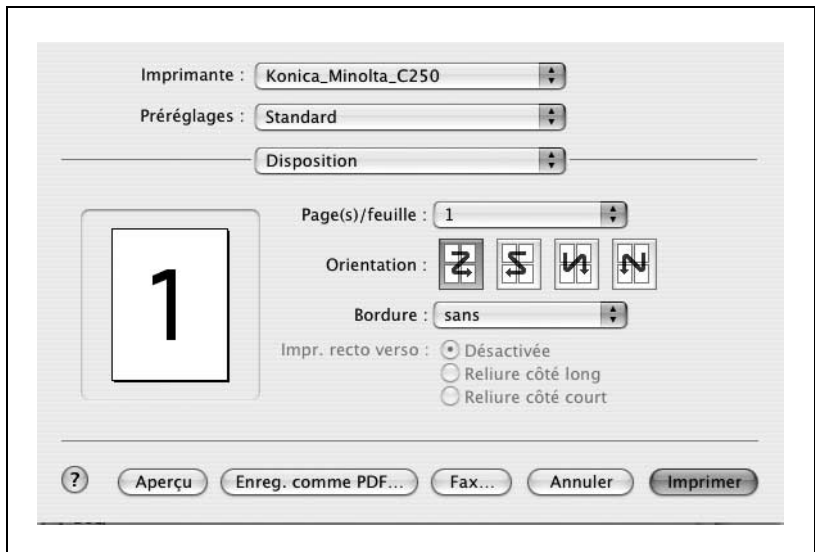 Imprimante : Konica_Minolta_C250
Préréglages : Standard
Disposition
Page(s)/feuille : 1
1
Orientation :
Bordure : sans
Impr. recto verso : Désactivée
Reliure côté long
Reliure côté court
? Aperçu Enreg. comme PDF... Fax... Annuler Imprimer